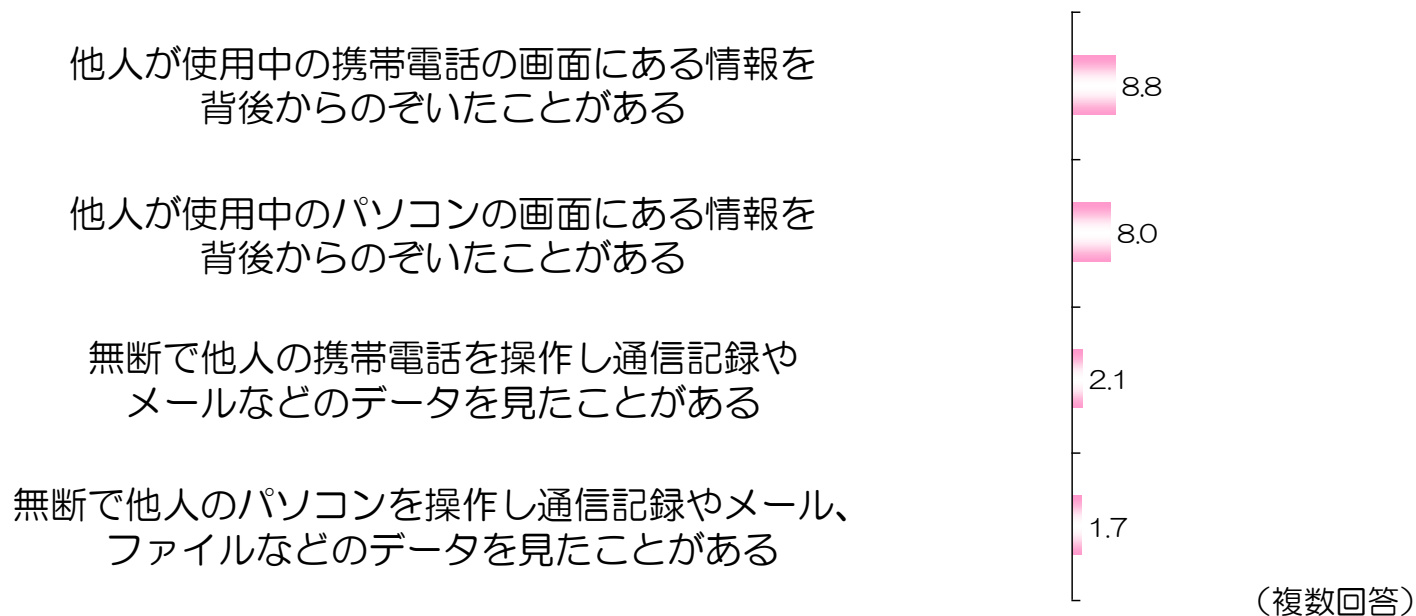 他人が使用中の携帯電話の画面にある情報を
背後からのぞいたことがある
8.8
他人が使用中のパソコンの画面にある情報を
背後からのぞいたことがある
8.0
無断で他人の携帯電話を操作し通信記録や
メールなどのデータを見たことがある
2.1
無断で他人のパソコンを操作し通信記録やメール、
ファイルなどのデータを見たことがある
1.7
（複数回答）